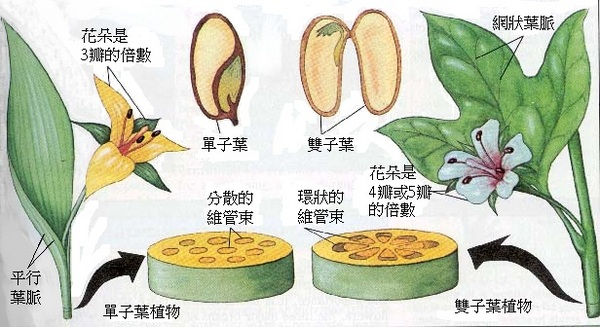 花朵是
3瓣的倍數
單子葉
雙子葉
網狀葉脈
分散的
維管束
環狀的
維管束
花朵是
4瓣或5瓣
的倍數
平行
葉脈
單子葉植物
雙子葉植物